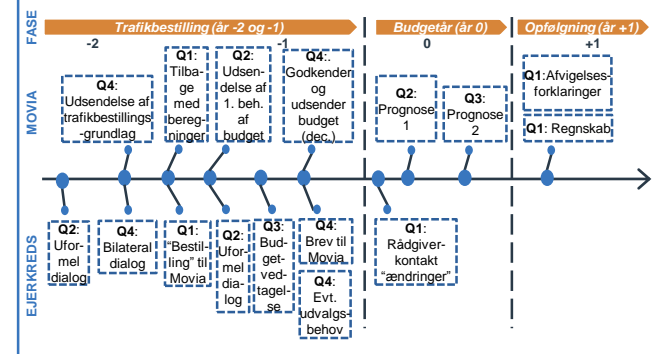 FASE
Trafikbestilling (år -2 og -1)
Budgetår (år 0)
Opfølgning (år +1)
-2
-1
0
+1
MOVIA
Q4:
Udsendelse af
trafikbestillings
-grundlag
Q1:
Tilba-
ge
med
bereg-
ninger
Q2:
Udsen-
delse af
1. beh.
af
budget
Q4:.
Godkender
og
udsender
budget
(dec.)
Q2:
Prognose
1
Q3:
Prognose
2
Q1:Afvigelses-
forklaringer
Q1: Regnskab
EJERKREDS
Q2:
Ufor-
mel
dialog
Q4:
Bilateral
dialog
Q1:
"Bestil-
ling" til
Movia
Q2:
Ufor-
mel
dia-
log
Q3:
Bud-
get-
ved-
tagel-
se
Q4:
Brev til
Movia
Q4:
Evt.
udvalgs-
behov
Q1:
Rådgiver-
kontakt
"ændringer"